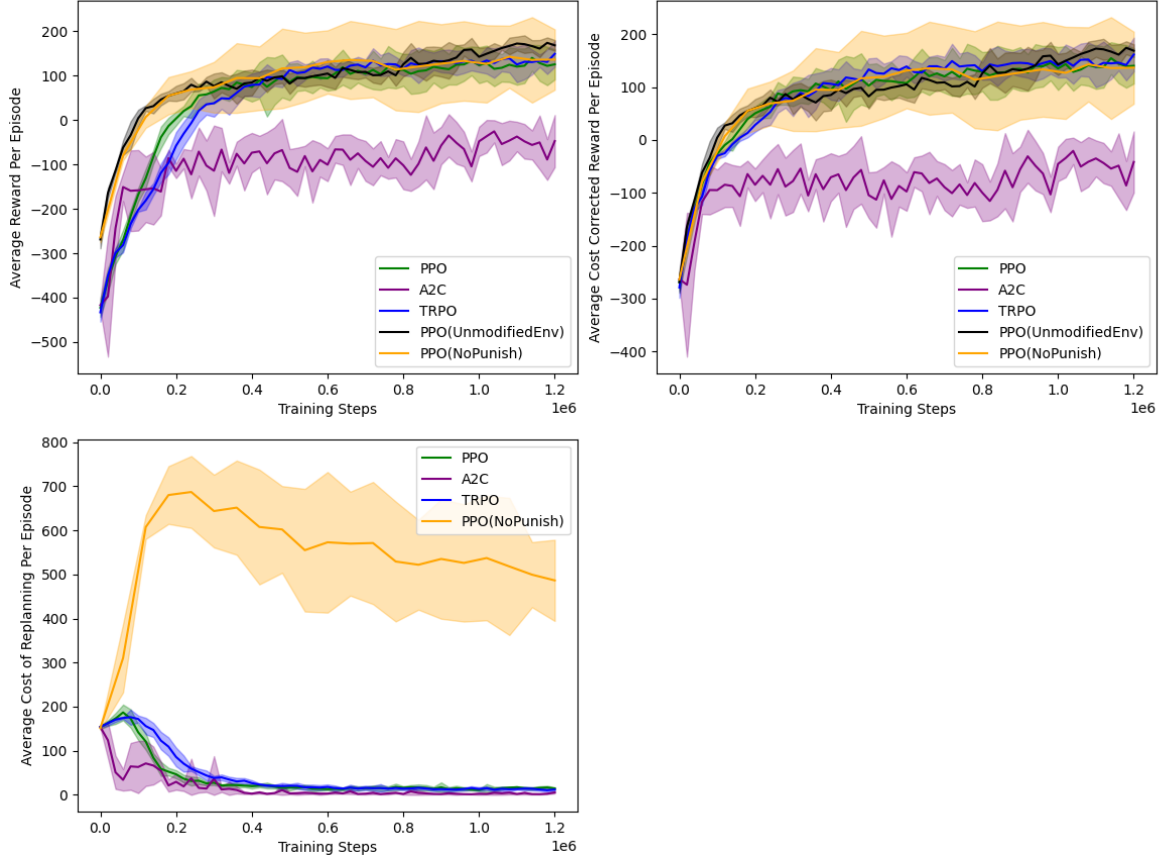 Average Reward Per Episode
200
100
0
−100
−200
−300
−400
−500
PPO
A2C
TRPO
PPO(UnmodifiedEnv)
PPO(NoPunish)
0.0 0.2 0.4 0.6 0.8 1.0 1.2
Training Steps
1e6
Average Cost Corrected Reward Per Episode
200
100
0
−100
−200
−300
−400
PPO
A2C
TRPO
PPO(UnmodifiedEnv)
PPO(NoPunish)
0.0 0.2 0.4 0.6 0.8 1.0 1.2
Training Steps
1e6
Average Cost of Replanning Per Episode
800
700
600
500
400
300
200
100
0
PPO
A2C
TRPO
PPO(NoPunish)
0.0 0.2 0.4 0.6 0.8 1.0 1.2
Training Steps
1e6